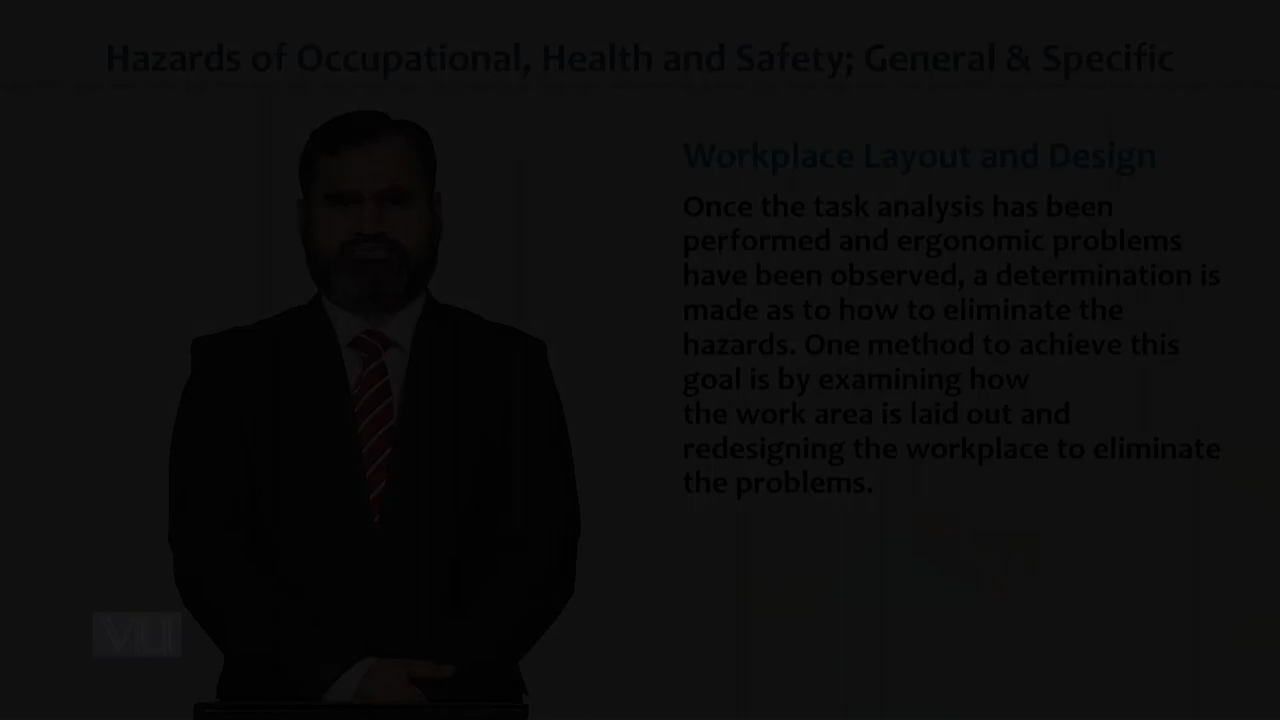 Hazards of Occupational, Health and Safety; General & Specific
Workplace Layout and Design
Once the task analysis has been
performed and ergonomic problems
have been observed, a determination is
made as to how to eliminate the
hazards. One method to achieve this
goal is by examining how
the work area is laid out and
redesigning the workplace to eliminate
the problems.
VU